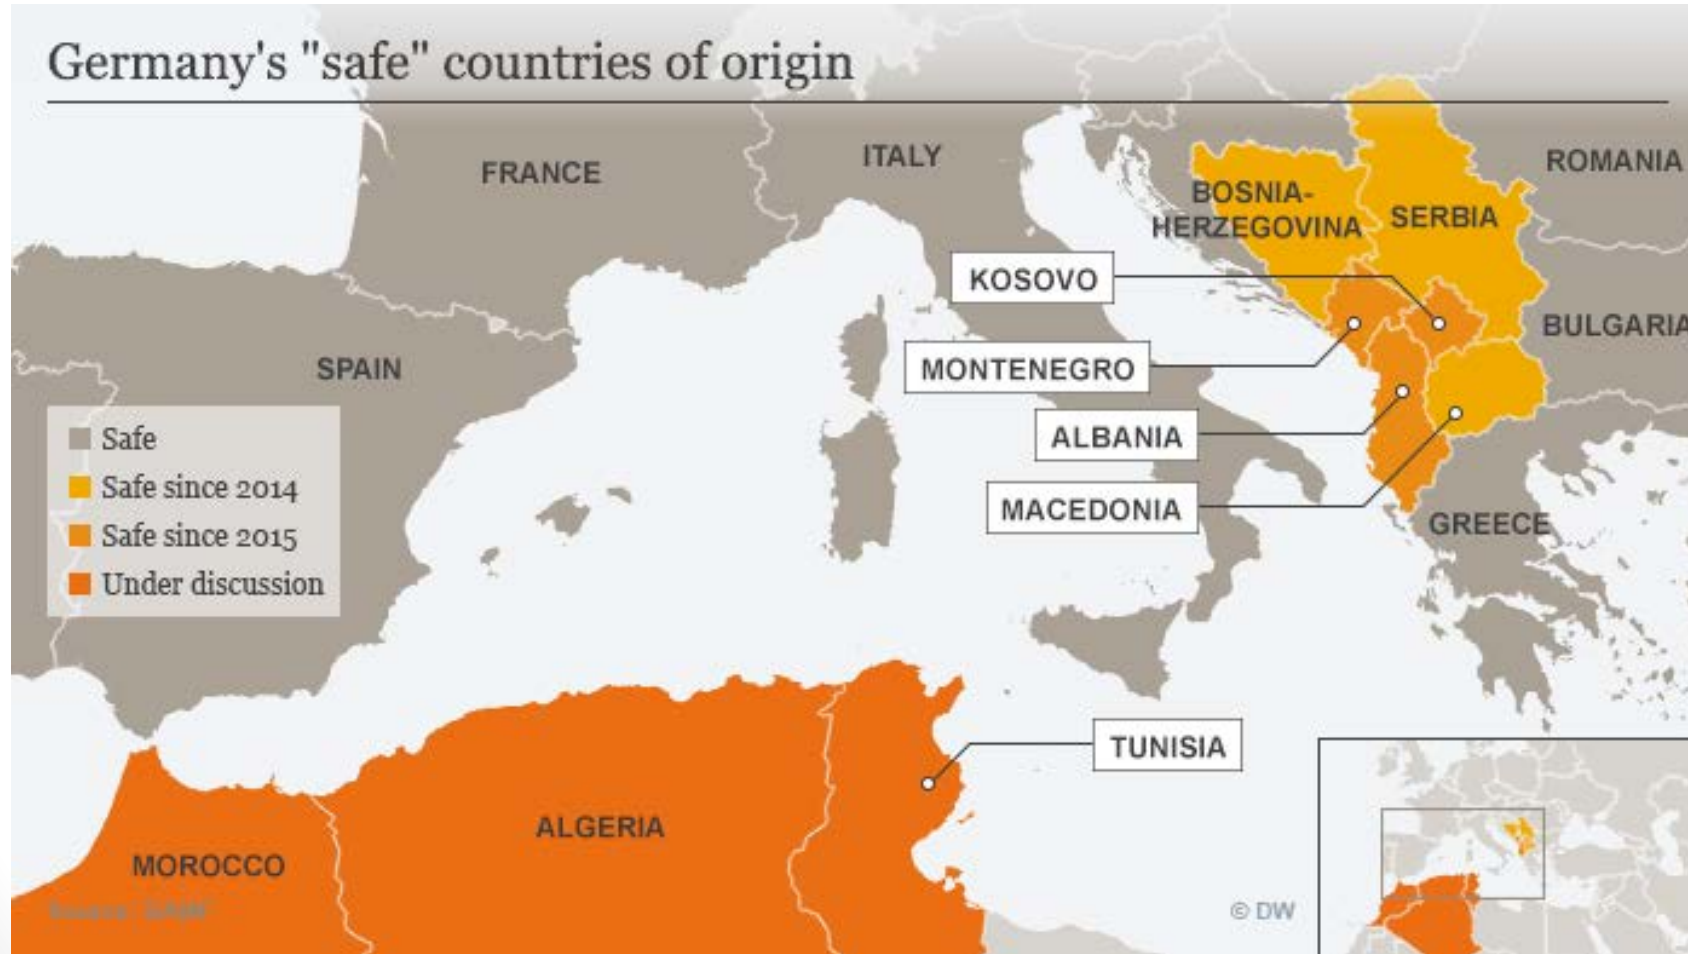 Germany's "safe" countries of origin
FRANCE
ITALY
ROMANIA
BOSNIA-
HERZEGOVINA
SERBIA
KOSOVO
BULGARIA
SPAIN
MONTENEGRO
Safe
Safe since 2014
Safe since 2015
Under discussion
ALBANIA
MACEDONIA
GREECE
TUNISIA
ALGERIA
MOROCCO
© DW